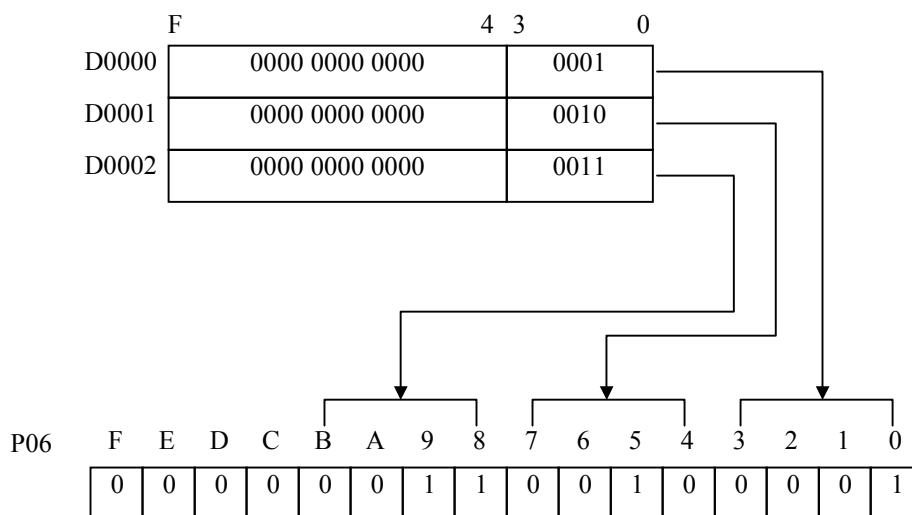 F 4 3 0
D0000 0000 0000 0000 0001
D0001 0000 0000 0000 0010
D0002 0000 0000 0000 0011
P06 F E D C B A 9 8 7 6 5 4 3 2 1 0
0 0 0 0 0 0 1 1 0 0 1 0 0 0 0 1